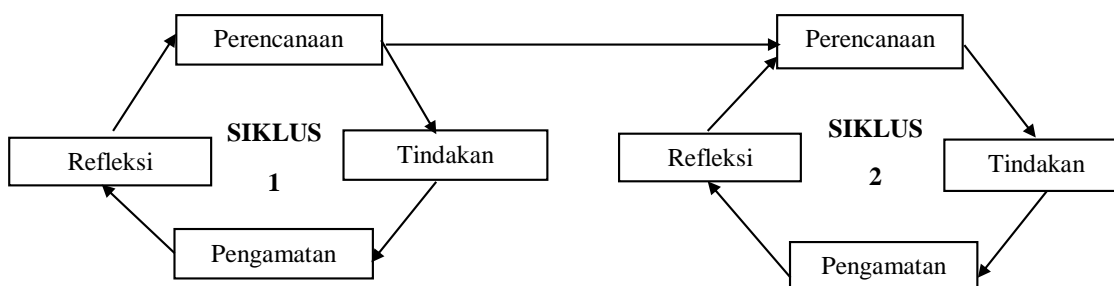 Perencanaan
SIKLUS
1
Refleksi
Tindakan
Pengamatan
Perencanaan
SIKLUS
2
Refleksi
Tindakan
Pengamatan